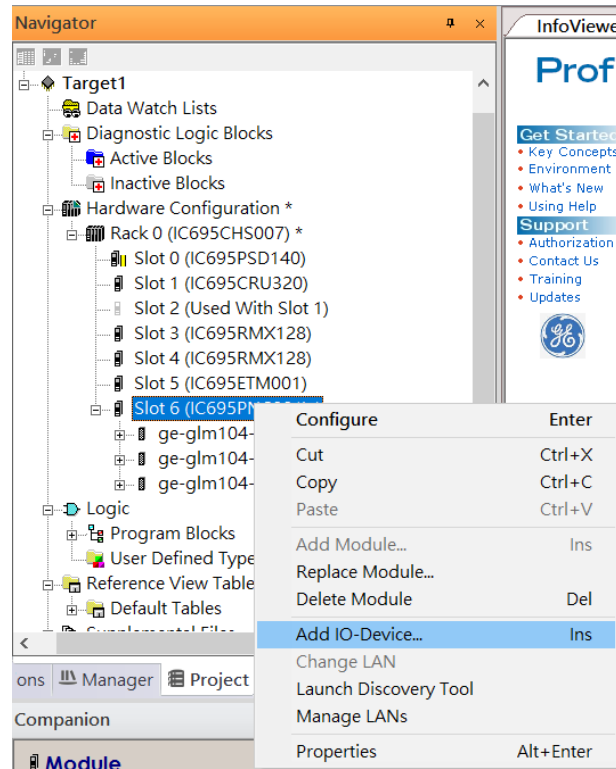 Navigator
Target1
Data Watch Lists
Diagnostic Logic Blocks
Active Blocks
Inactive Blocks
Hardware Configuration *
Rack 0 (IC695CHS007) *
Slot 0 (IC695PSD140)
Slot 1 (IC695CRU320)
Slot 2 (Used With Slot 1)
Slot 3 (IC695RMX128)
Slot 4 (IC695RMX128)
Slot 5 (IC695ETM001)
Slot 6 (IC695PN
ge-glm104-
ge-glm104-
ge-glm104-
Logic
Program Blocks
User Defined Type
Reference View Table
Default Tables
Supplemental Files
ons Manager Project
Companion
Module
InfoViewe
Prof
Get Started
Key Concepts
Environment
What's New
Using Help
Support
Authorization
Contact Us
Training
Updates
GE
Configure Enter
Cut Ctrl+X
Copy Ctrl+C
Paste Ctrl+V
Add Module... Ins
Replace Module...
Delete Module Del
Add IO-Device... Ins
Change LAN
Launch Discovery Tool
Manage LANs
Properties Alt+Enter